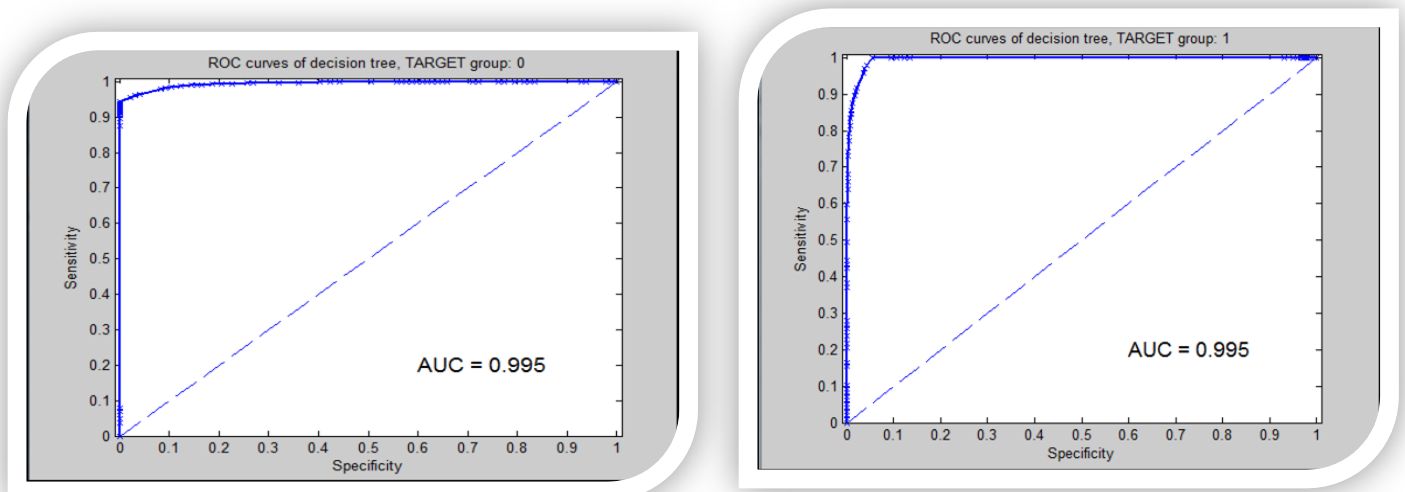 ROC curves of decision tree, TARGET group: 0
1
0.9
0.8
0.7
0.6
0.5
0.4
0.3
0.2
0.1
0
Sensitivity
AUC = 0.995
0 0.1 0.2 0.3 0.4 0.5 0.6 0.7 0.8 0.9 1
Specificity
ROC curves of decision tree, TARGET group: 1
1
0.9
0.8
0.7
0.6
0.5
0.4
0.3
0.2
0.1
0
Sensitivity
AUC = 0.995
0 0.1 0.2 0.3 0.4 0.5 0.6 0.7 0.8 0.9 1
Specificity